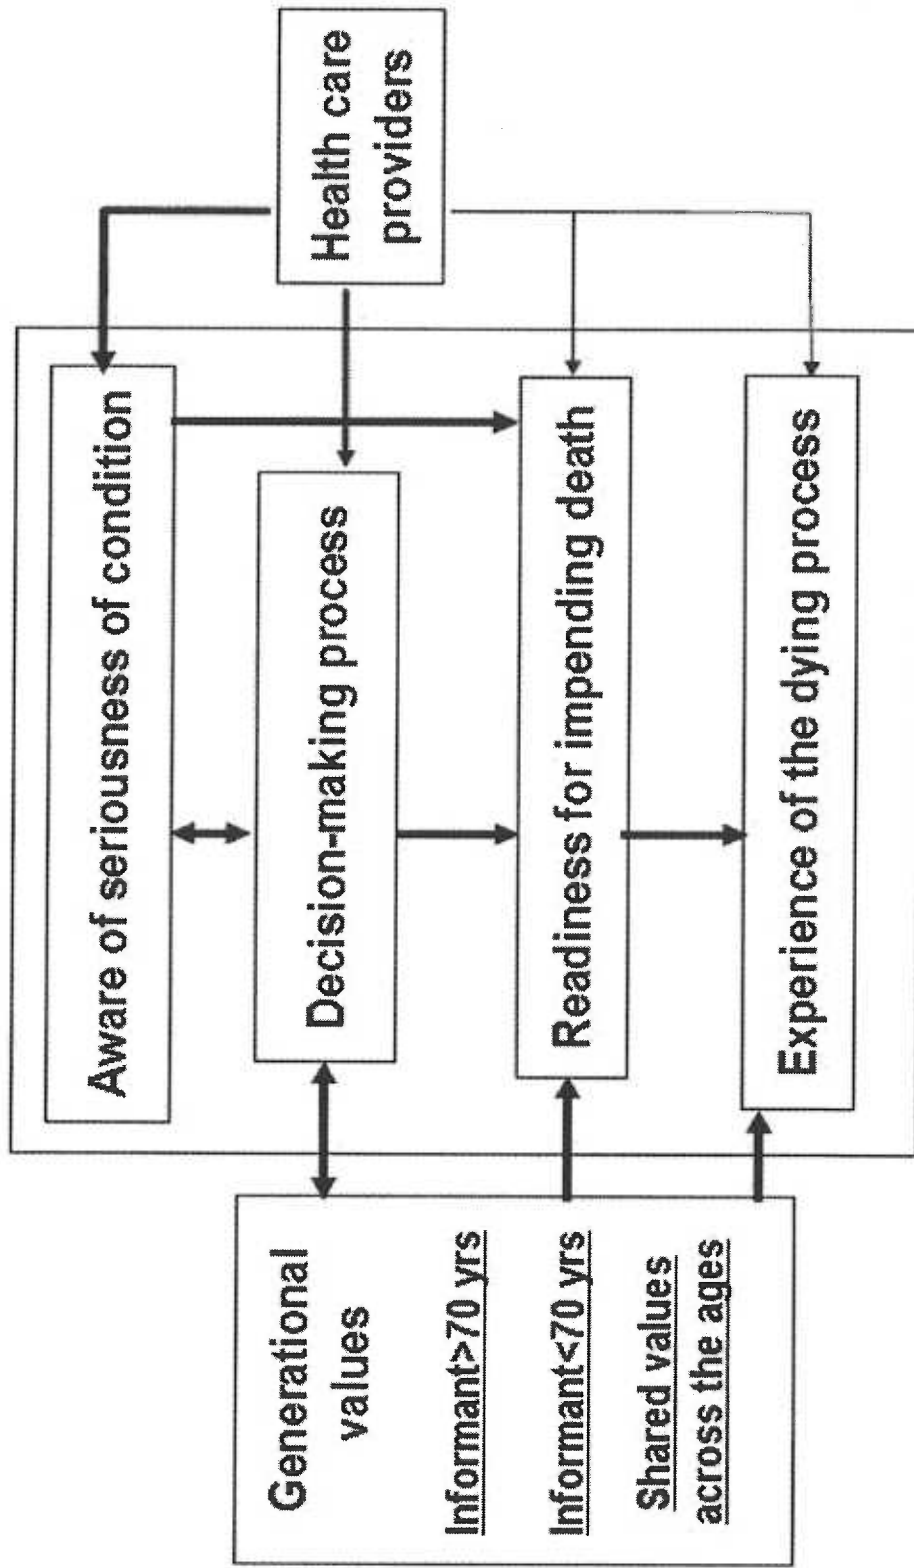 Generational
values
Informant>70 yrs
Informant<70 yrs
Shared values
across the ages
Aware of seriousness of condition
Decision-making process
Readiness for impending death
Experience of the dying process
Health care
providers